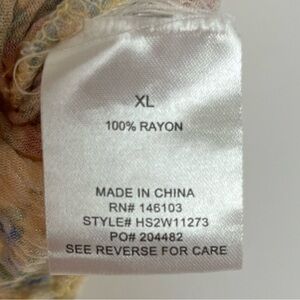 XL
100% RAYON
MADE IN CHINA
RN# 146103
STYLE# HS2W11273
PO# 204482
SEE REVERSE FOR CARE